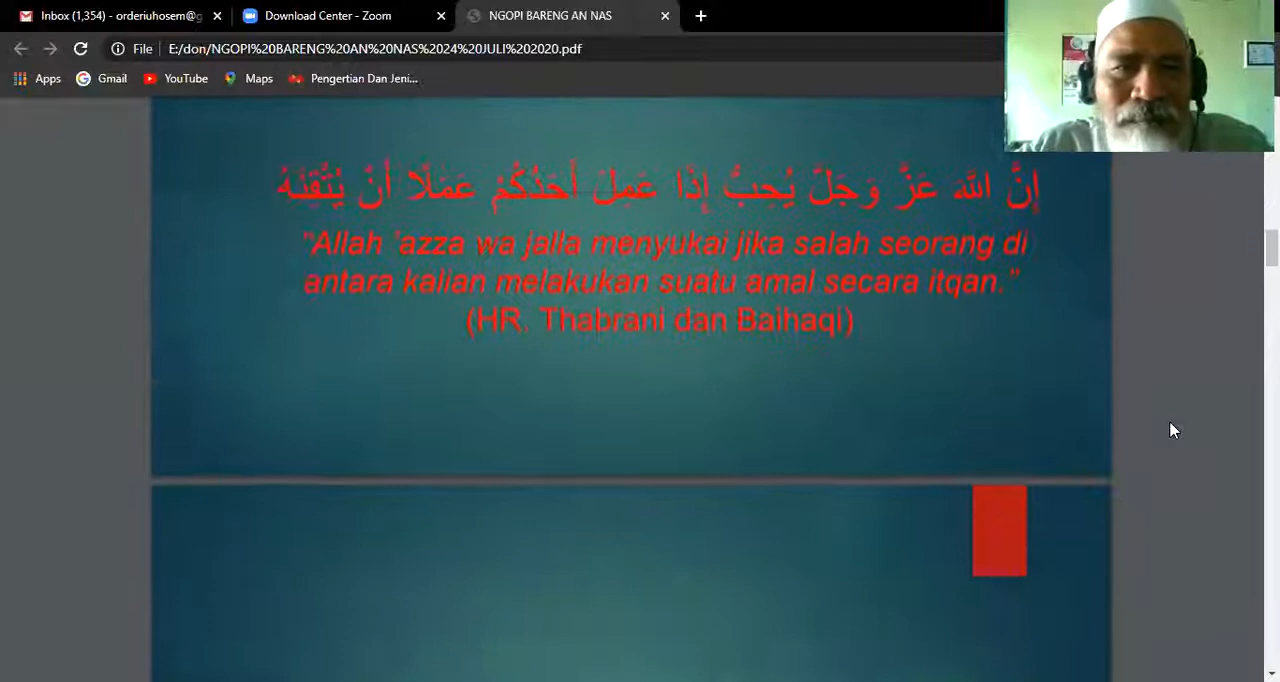 Inbox (1,354) - orderiuhosem@g
Download Center - Zoom
NGOPI BARENG AN NAS
File
E:/don/NGOPI%20BARENG%20AN%20NAS%2024%20JULI%202020.pdf
Apps
Gmail
YouTube
Maps
Pengertian Dan Jeni...
إِنَّ اللهَ عَزَّ وَجَلَّ يُحِبُّ إِذَا عَمِلَ أَحَدُكُمْ عَمَلًا أَنْ يُتْقِنَهُ
"Allah 'azza wa jalla menyukai jika salah seorang di
antara kalian melakukan suatu amal secara itqan."
(HR. Thabrani dan Baihaqi)